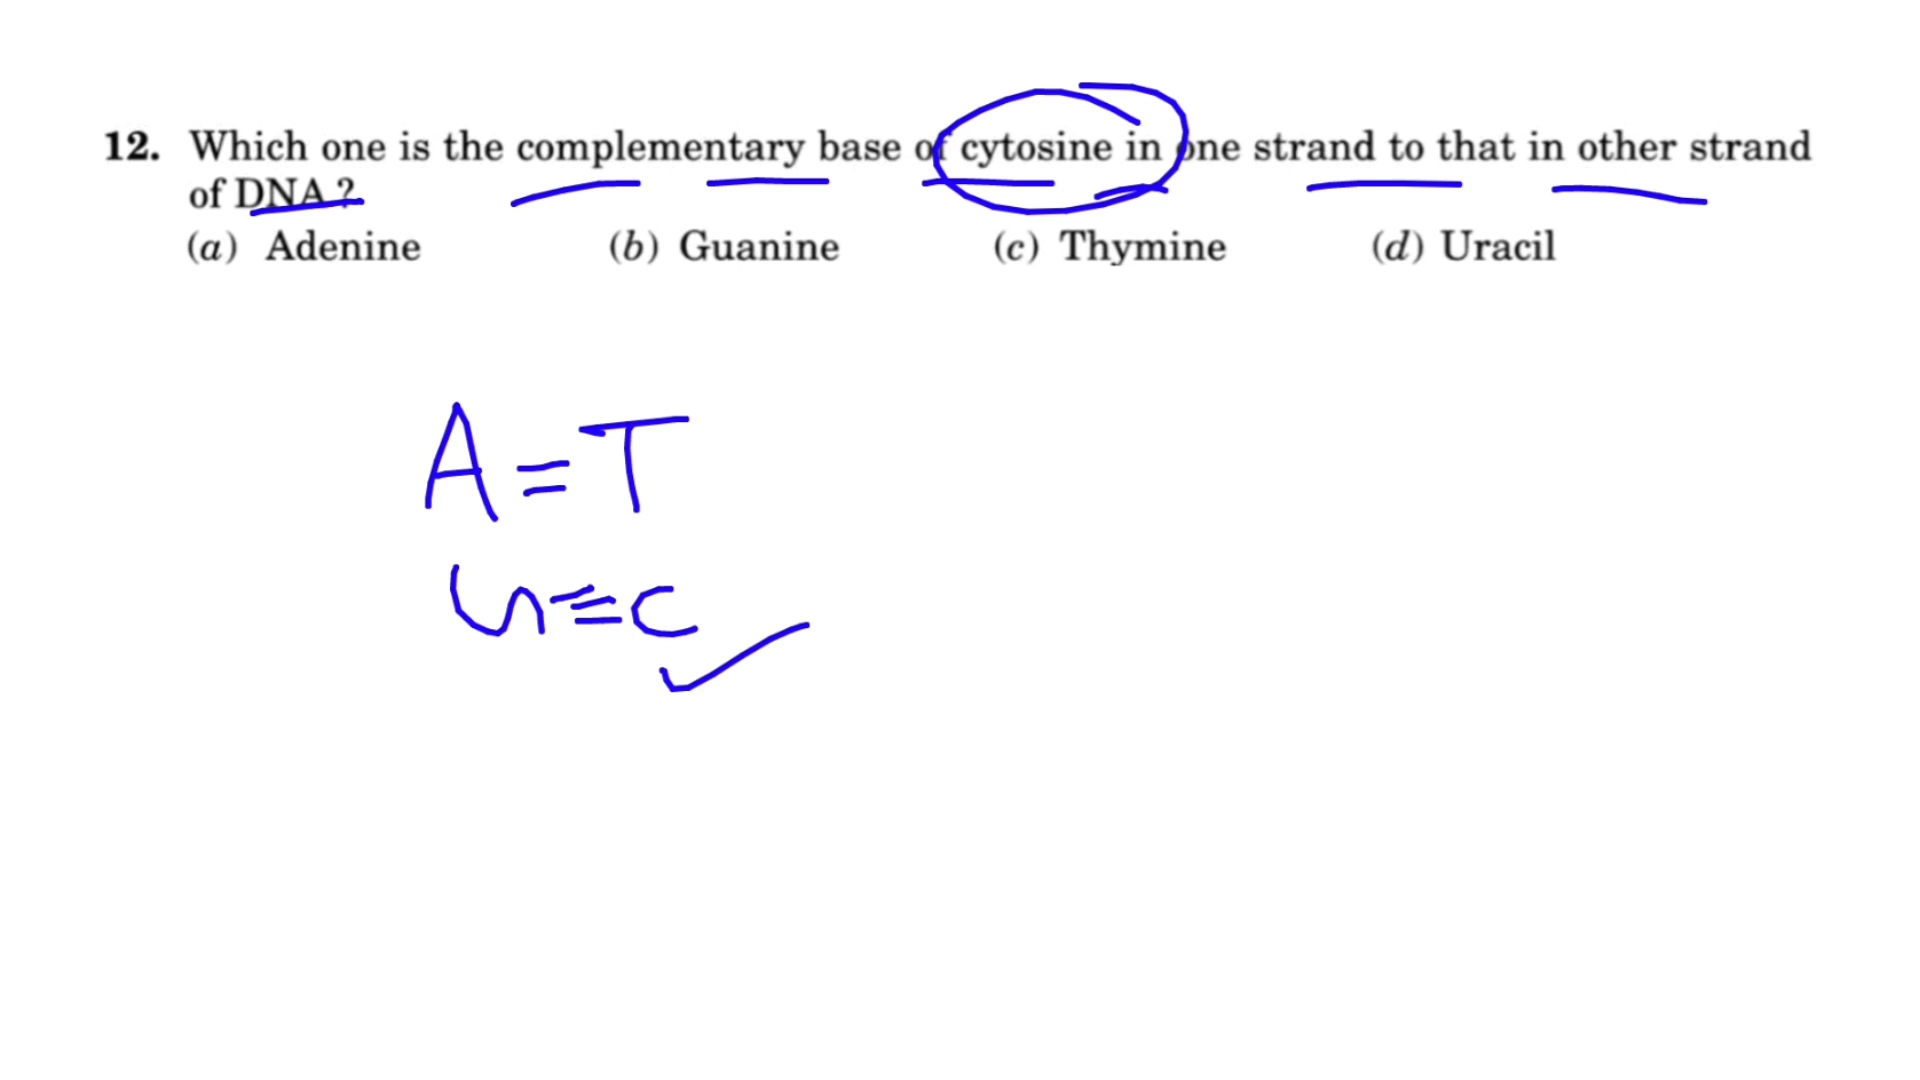 12. Which one is the complementary base of cytosine in one strand to that in other strand
of DNA ?
(a) Adenine (b) Guanine (c) Thymine (d) Uracil
A=T
G≡C